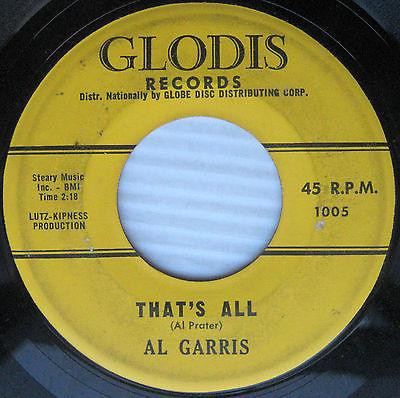 GLODIS
RECORDS
Distr. Nationally by GLOBE DISC DISTRIBUTING CORP.
Steary Music
Inc. - BMI
Time 2:18
LUTZ-KIPNESS
PRODUCTION
45 R.P.M.
1005
THAT'S ALL
(Al Prater)
AL GARRIS